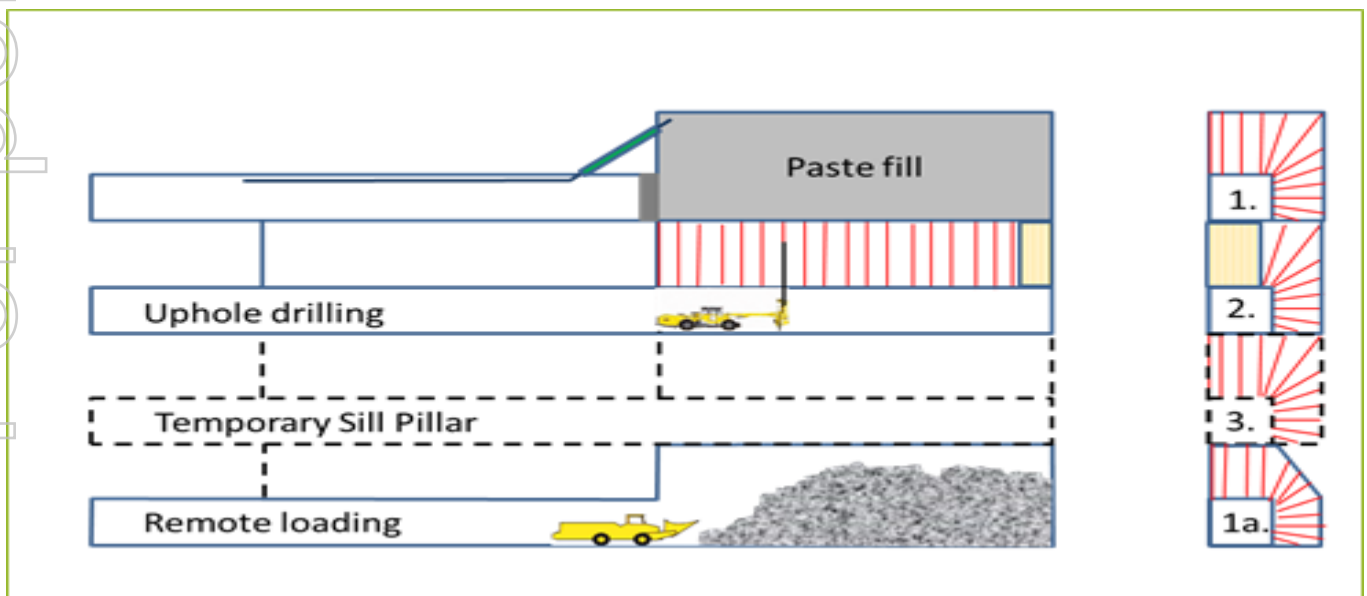 Paste fill
1.
Uphole drilling
2.
Temporary Sill Pillar
3.
Remote loading
1a.